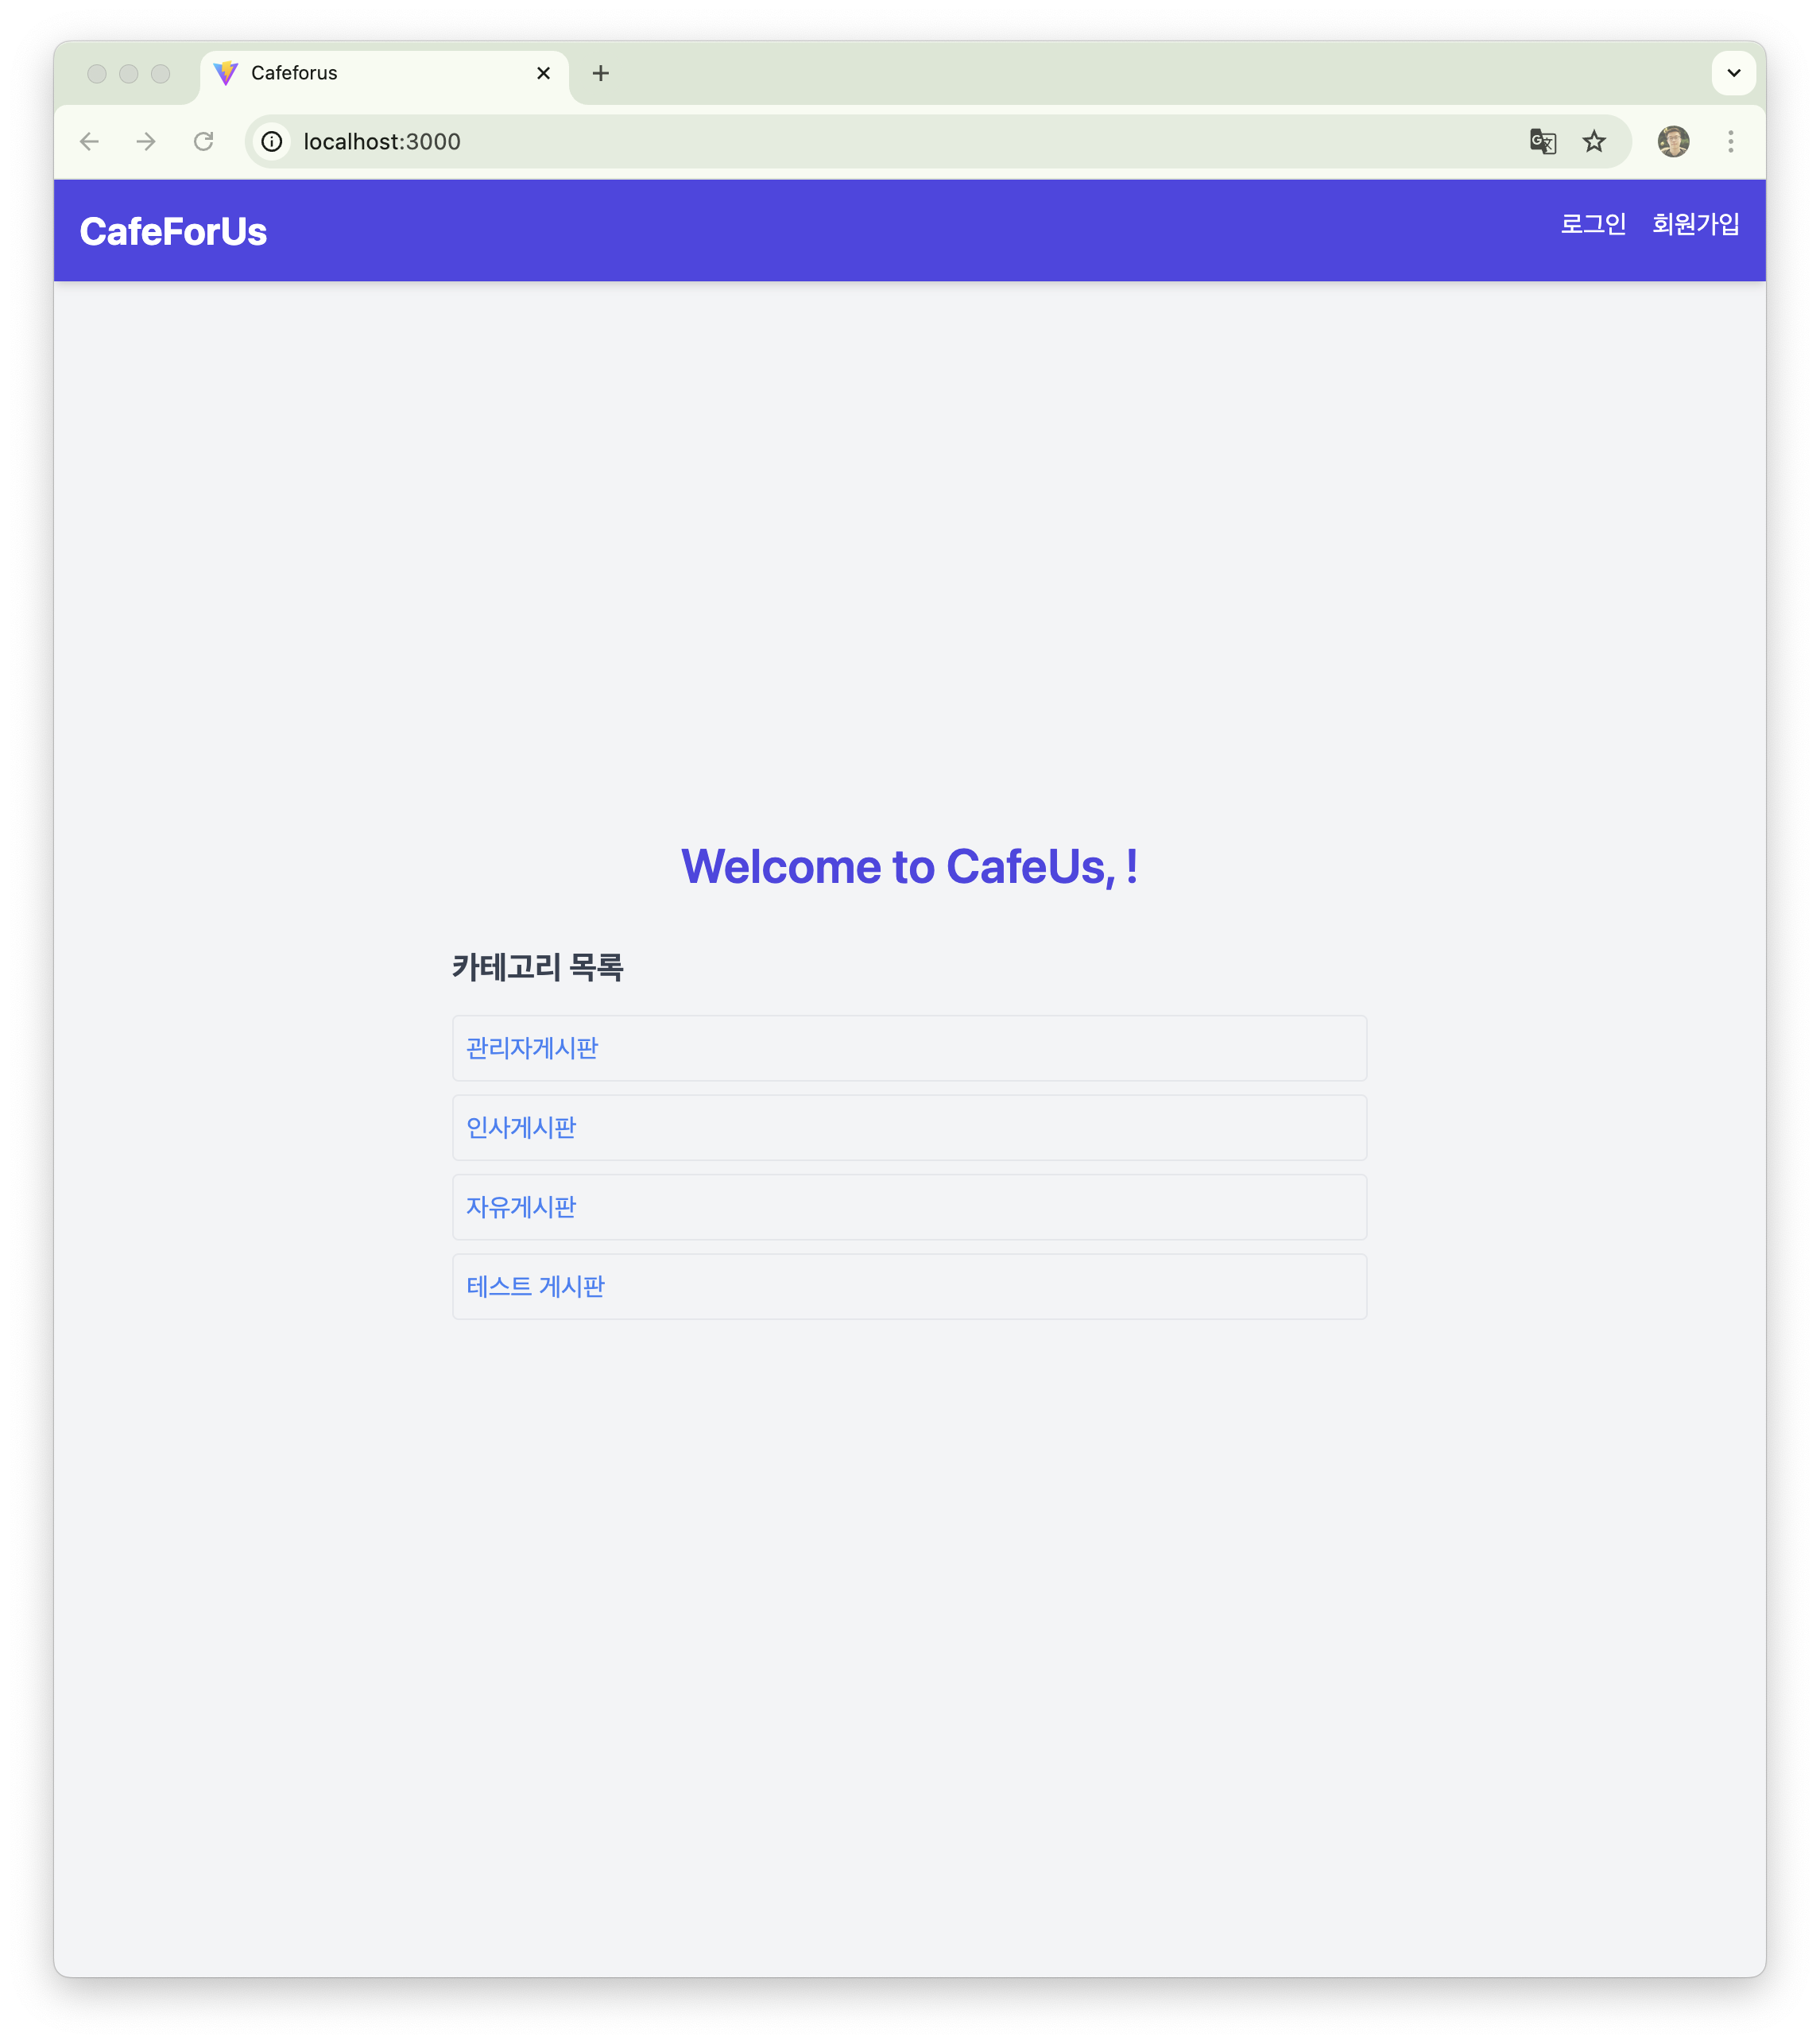 Cafeforus
localhost:3000
CafeForUs
로그인 회원가입
Welcome to CafeUs, !
카테고리 목록
관리자게시판
인사게시판
자유게시판
테스트 게시판